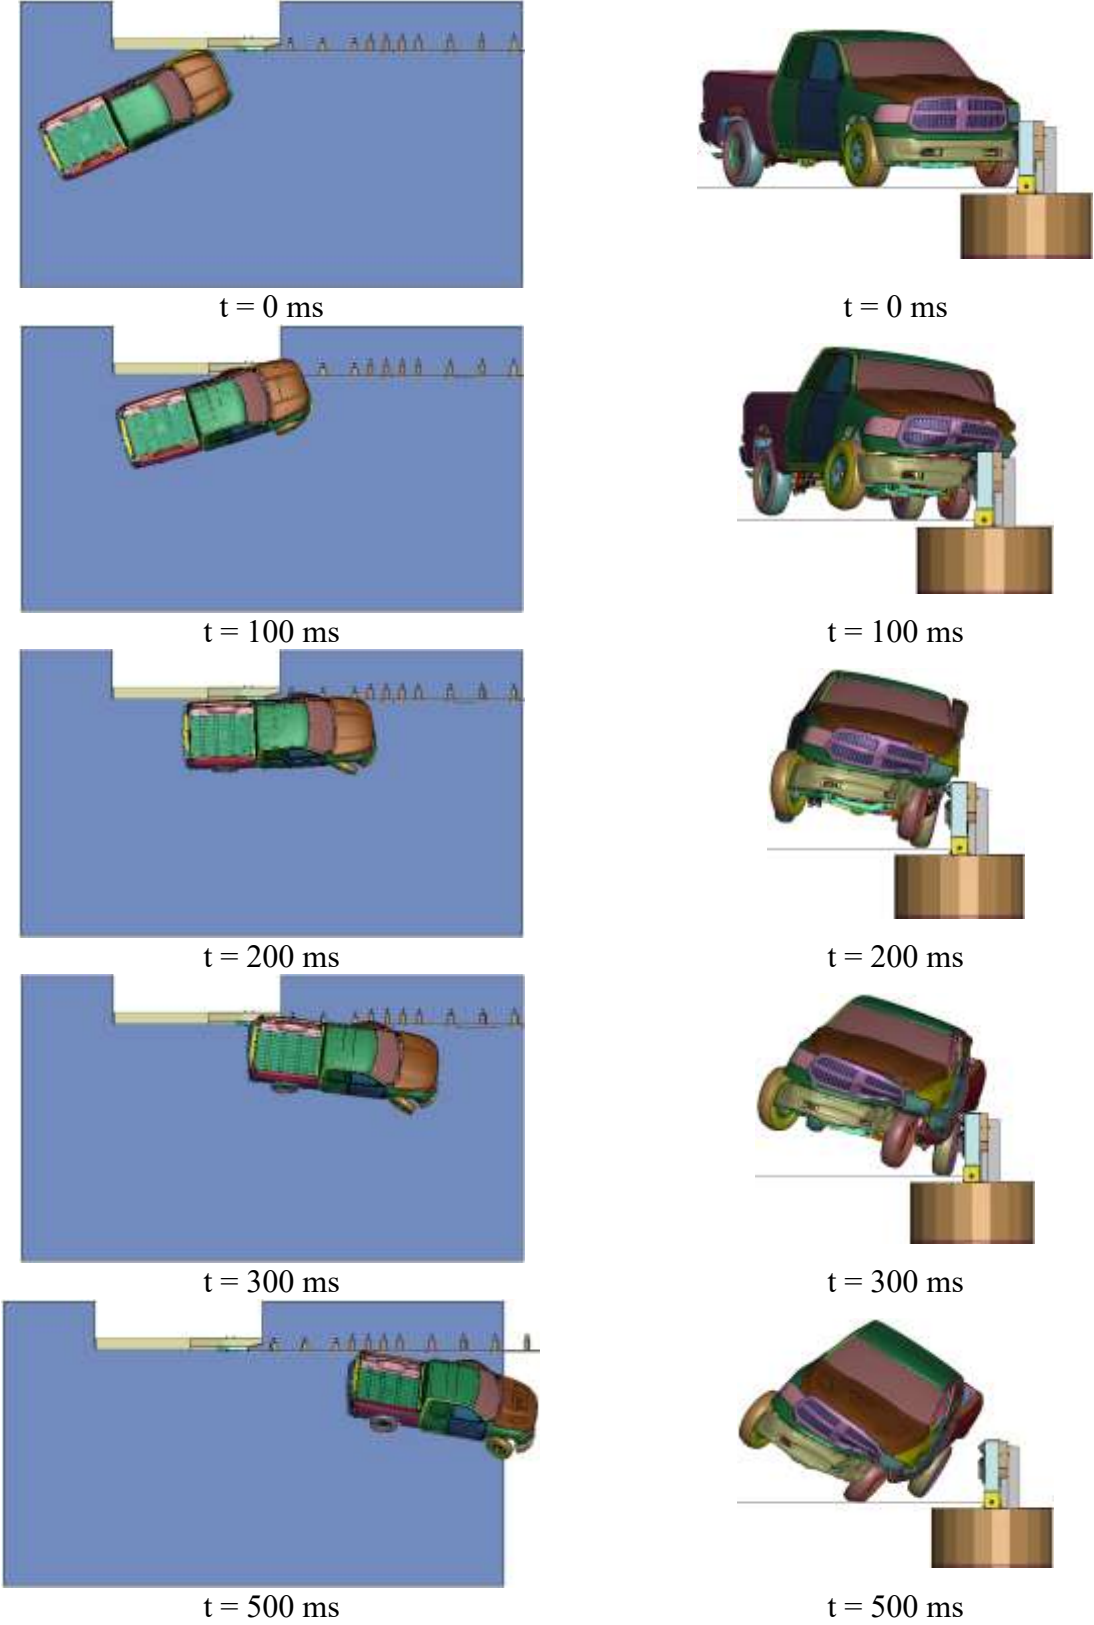 t = 0 ms
t = 0 ms
t = 100 ms
t = 100 ms
t = 200 ms
t = 200 ms
t = 300 ms
t = 300 ms
t = 500 ms
t = 500 ms